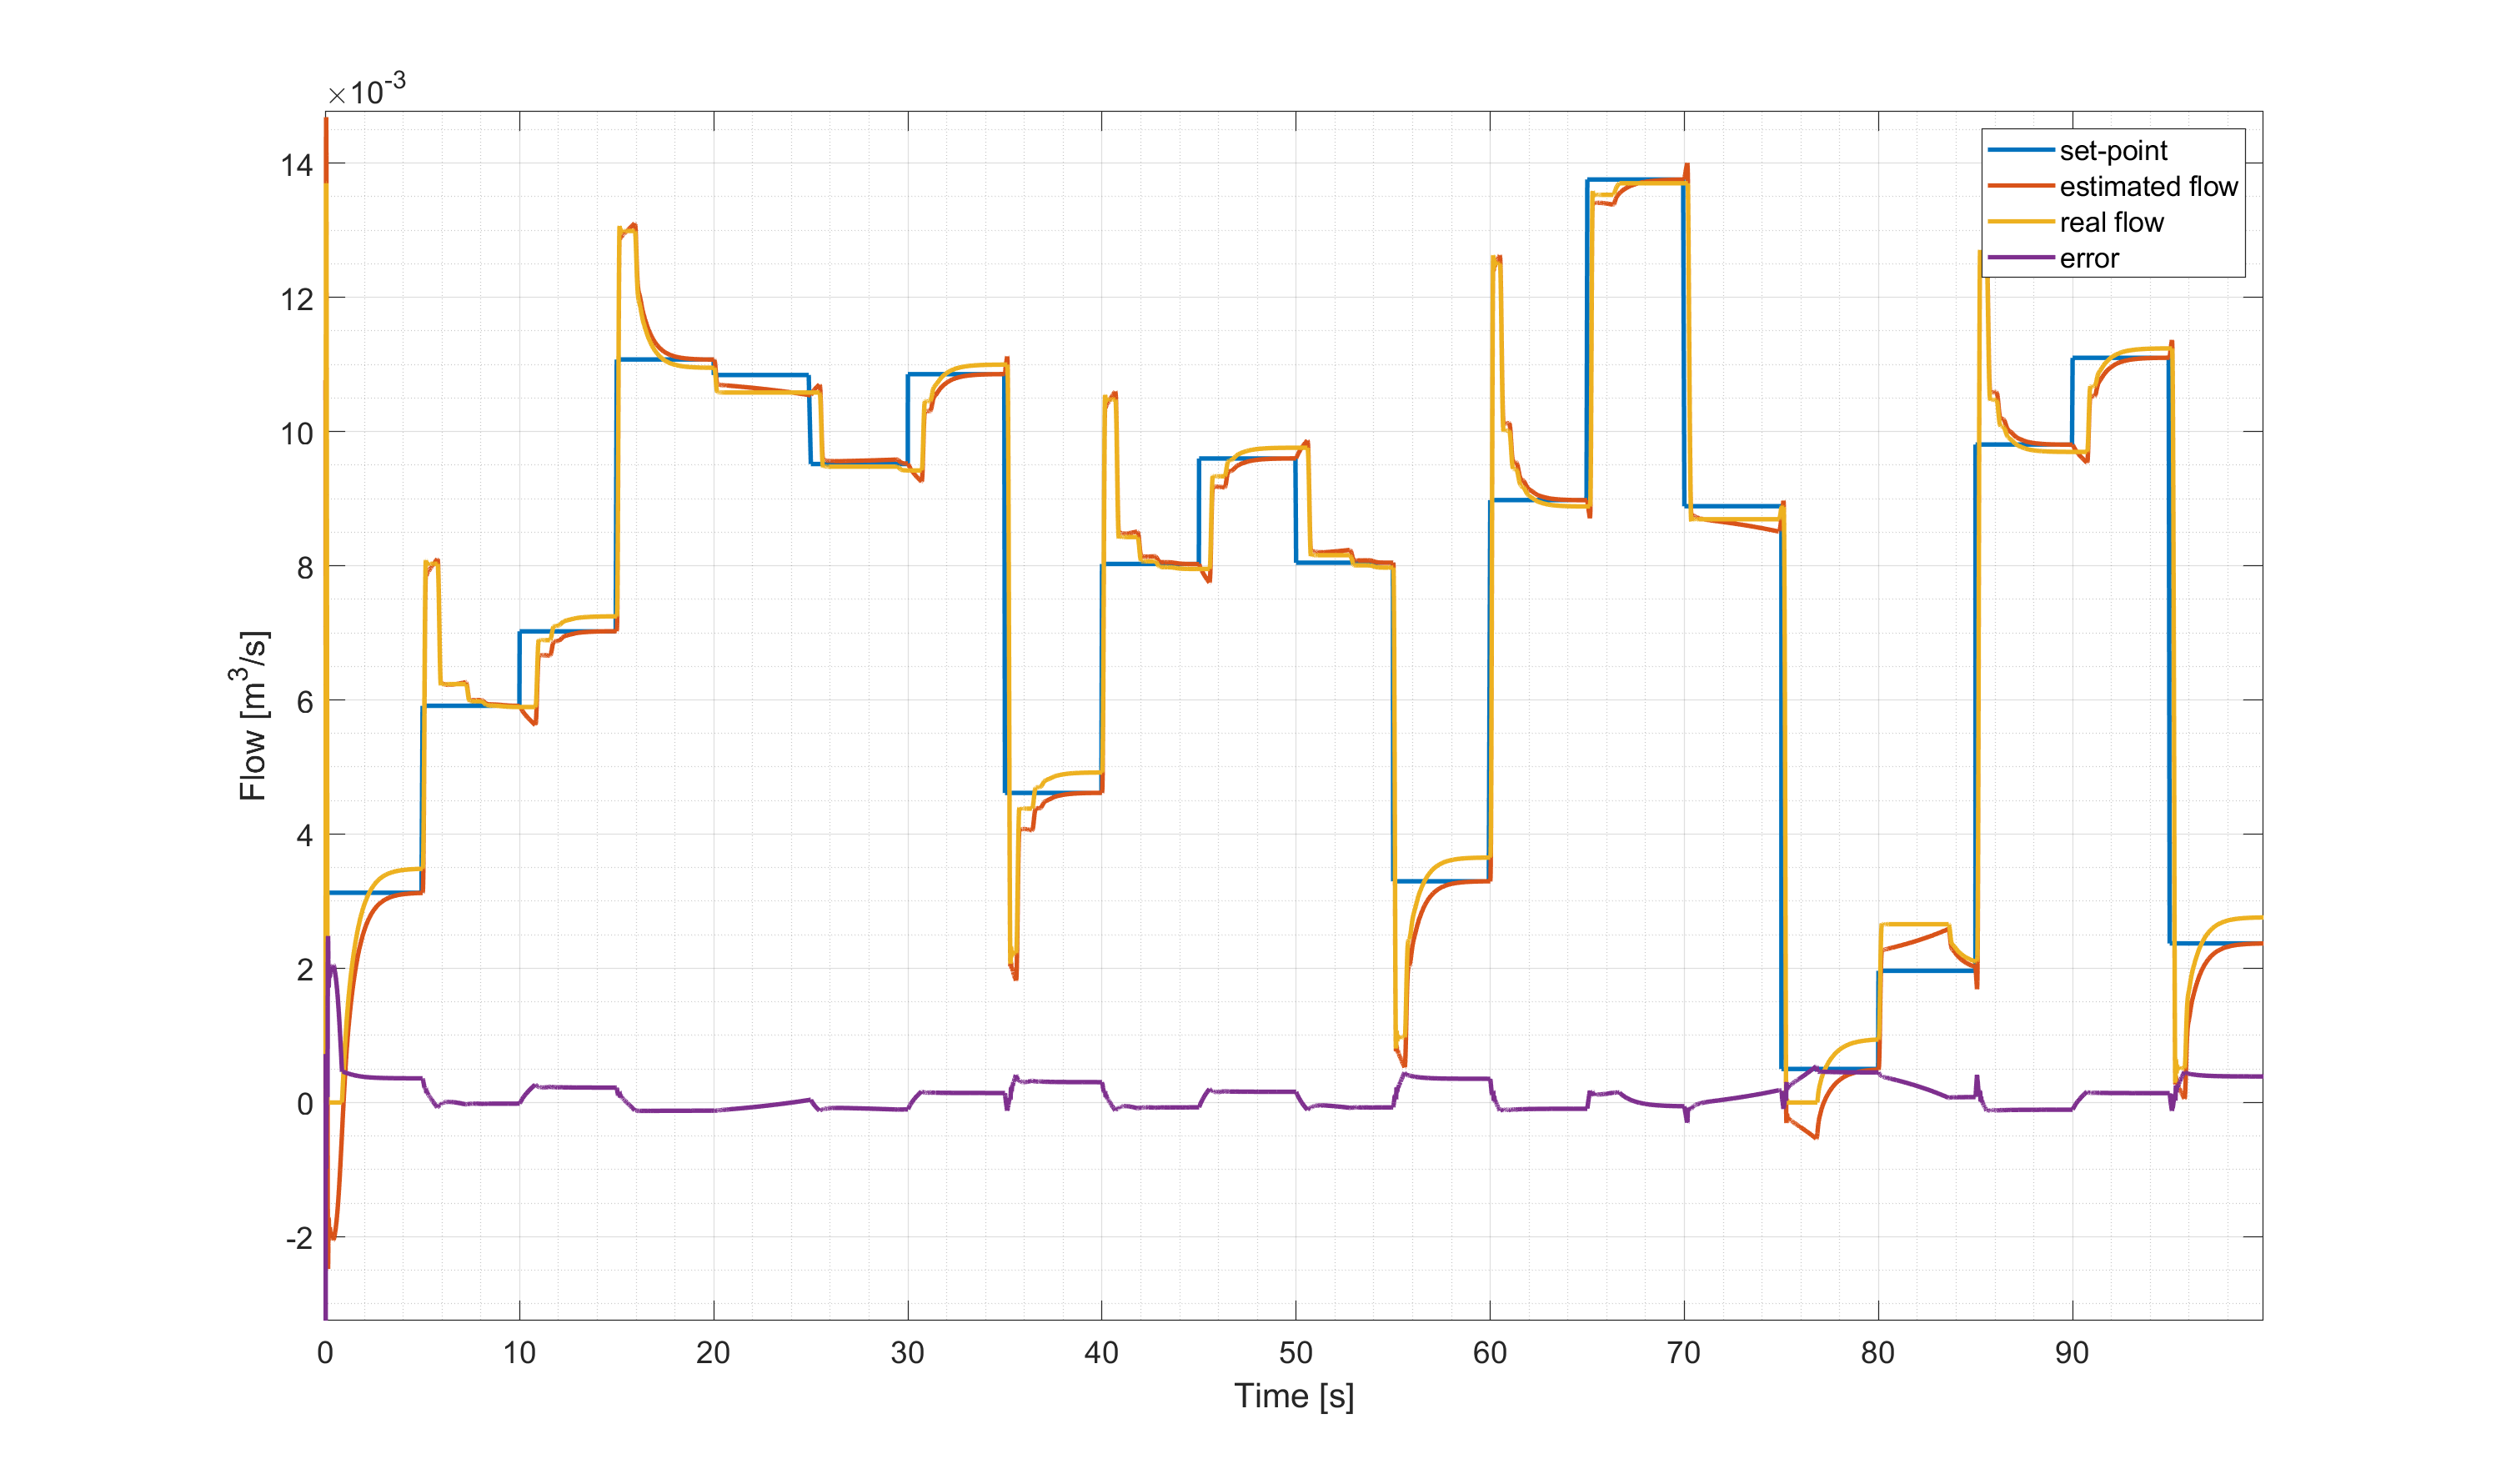 ×10⁻³
14
12
10
8
6
4
2
0
-2
Flow [m³/s]
0 10 20 30 40 50 60 70 80 90
Time [s]
set-point
estimated flow
real flow
error